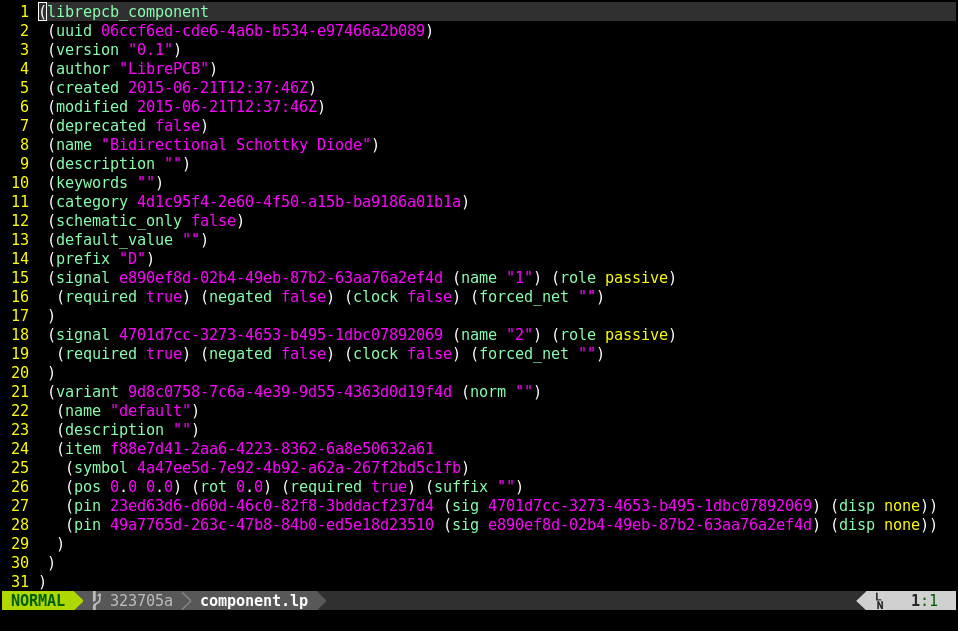 1 (librepcb_component
2 (uuid 06ccf6ed-cde6-4a6b-b534-e97466a2b089)
3 (version "0.1")
4 (author "LibrePCB")
5 (created 2015-06-21T12:37:46Z)
6 (modified 2015-06-21T12:37:46Z)
7 (deprecated false)
8 (name "Bidirectional Schottky Diode")
9 (description "")
10 (keywords "")
11 (category 4d1c95f4-2e60-4f50-a15b-ba9186a01b1a)
12 (schematic_only false)
13 (default_value "")
14 (prefix "D")
15 (signal e890ef8d-02b4-49eb-87b2-63aa76a2ef4d (name "1") (role passive)
16 (required true) (negated false) (clock false) (forced_net "")
17 )
18 (signal 4701d7cc-3273-4653-b495-1dbc07892069 (name "2") (role passive)
19 (required true) (negated false) (clock false) (forced_net "")
20 )
21 (variant 9d8c0758-7c6a-4e39-9d55-4363d0d19f4d (norm "")
22 (name "default")
23 (description "")
24 (item f88e7d41-2aa6-4223-8362-6a8e50632a61
25 (symbol 4a47ee5d-7e92-4b92-a62a-267f2bd5c1fb)
26 (pos 0.0 0.0) (rot 0.0) (required true) (suffix "")
27 (pin 23ed63d6-d60d-46c0-82f8-3bddacf237d4 (sig 4701d7cc-3273-4653-b495-1dbc07892069) (disp none))
28 (pin 49a7765d-263c-47b8-84b0-ed5e18d23510 (sig e890ef8d-02b4-49eb-87b2-63aa76a2ef4d) (disp none))
29 )
30 )
31 )
NORMAL 323705a component.lp LN 1:1